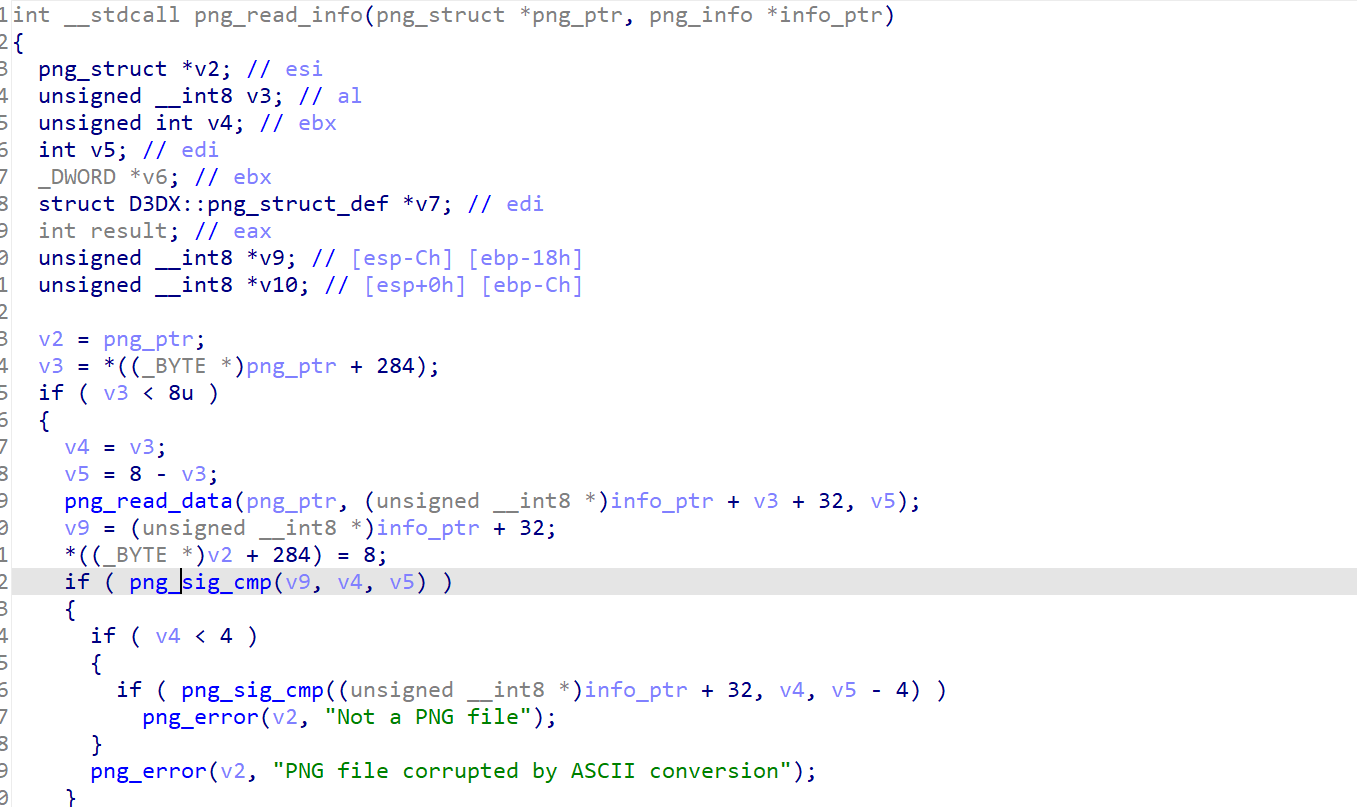 1int __stdcall png_read_info(png_struct *png_ptr, png_info *info_ptr)
2{
3  png_struct *v2; // esi
4  unsigned __int8 v3; // al
5  unsigned int v4; // ebx
6  int v5; // edi
7  _DWORD *v6; // ebx
8  struct D3DX::png_struct_def *v7; // edi
9  int result; // eax
0  unsigned __int8 *v9; // [esp-Ch] [ebp-18h]
1  unsigned __int8 *v10; // [esp+0h] [ebp-Ch]
2
3  v2 = png_ptr;
4  v3 = *((_BYTE *)png_ptr + 284);
5  if ( v3 < 8u )
6  {
7    v4 = v3;
8    v5 = 8 - v3;
9    png_read_data(png_ptr, (unsigned __int8 *)info_ptr + v3 + 32, v5);
0    v9 = (unsigned __int8 *)info_ptr + 32;
1    *((_BYTE *)v2 + 284) = 8;
2    if ( png_sig_cmp(v9, v4, v5) )
3    {
4      if ( v4 < 4 )
5      {
6        if ( png_sig_cmp((unsigned __int8 *)info_ptr + 32, v4, v5 - 4) )
7          png_error(v2, "Not a PNG file");
8      }
9      png_error(v2, "PNG file corrupted by ASCII conversion");
0    }